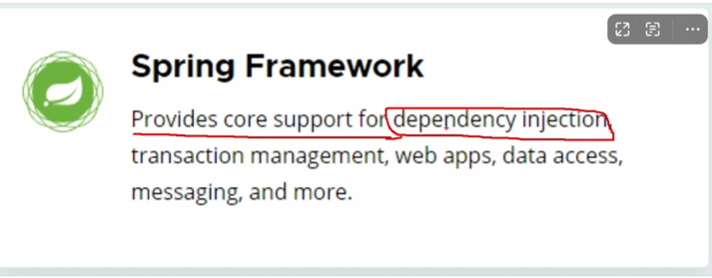 Spring Framework
Provides core support for dependency injection,
transaction management, web apps, data access,
messaging, and more.